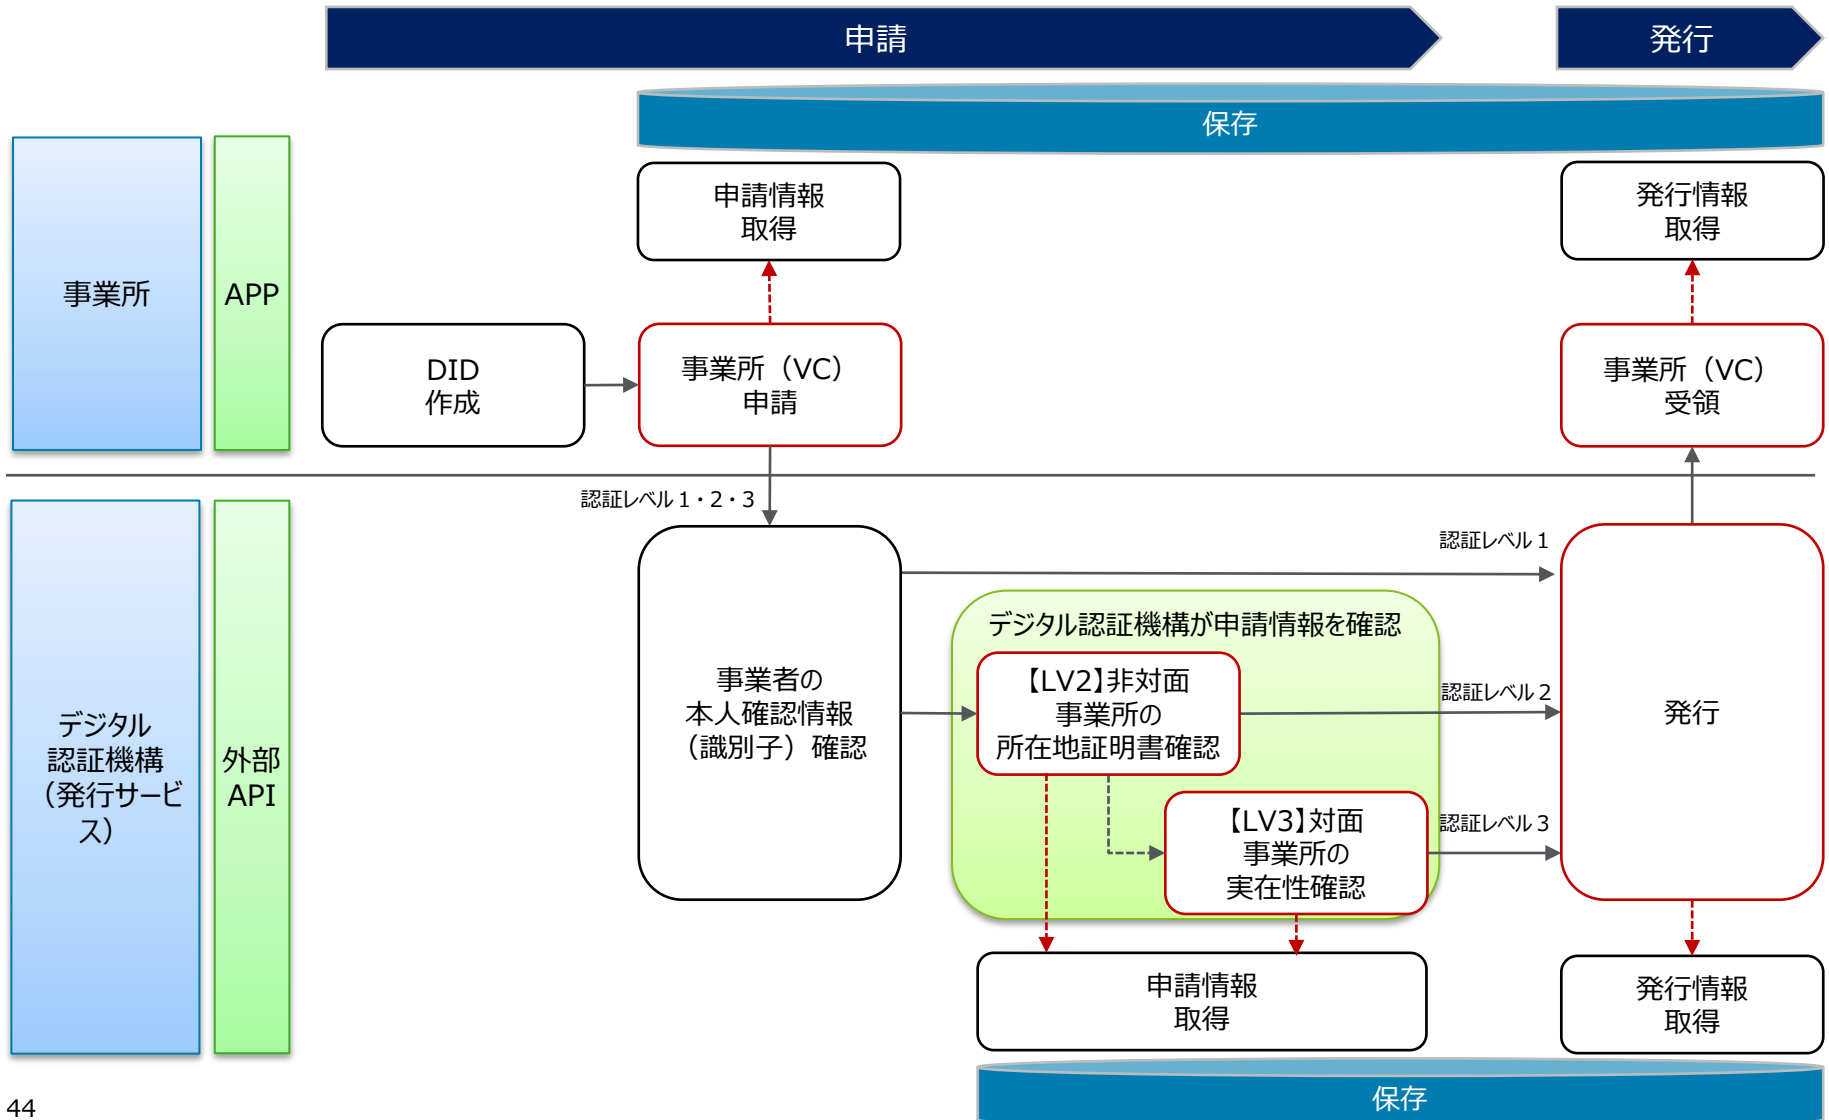 申請
発行
保存
申請情報
取得
発行情報
取得
事業所
APP
DID
作成
事業所（VC）
申請
事業所（VC）
受領
認証レベル１・２・３
認証レベル１
デジタル認証機構が申請情報を確認
事業者の
本人確認情報
（識別子）確認
【LV2】非対面
事業所の
所在地証明書確認
認証レベル２
発行
デジタル
認証機構
（発行サービ
ス）
外部
API
【LV3】対面
事業所の
実在性確認
認証レベル３
申請情報
取得
発行情報
取得
保存
44